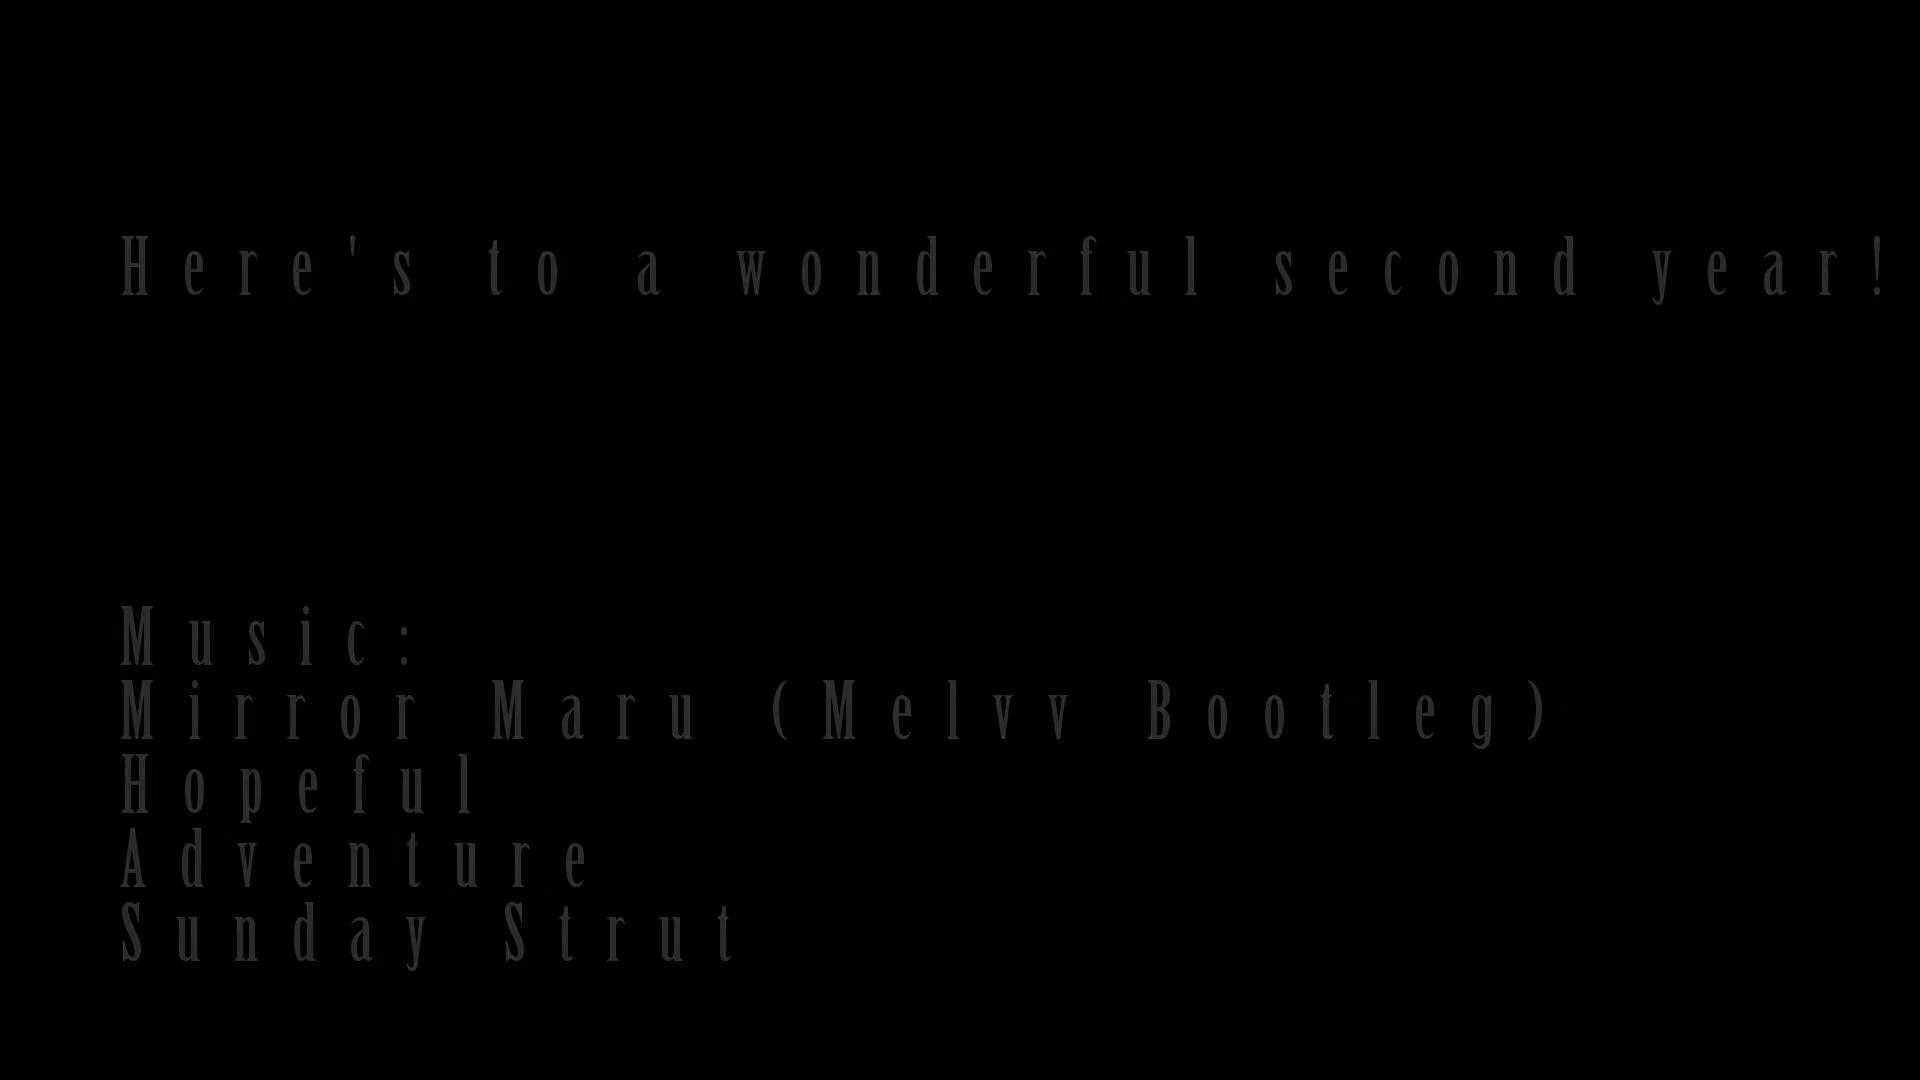 Here's to a wonderful second year!
Music:
Mirror Maru (Melvv Bootleg)
Hopeful
Adventure
Sunday Strut